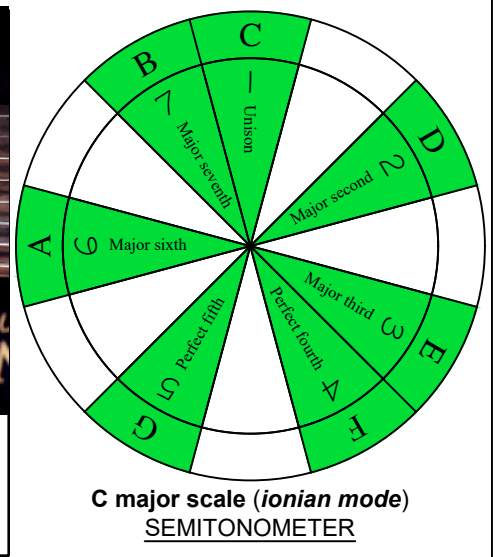 C
1
Unison
D
2
Major second
E
3
Major third
F
4
Perfect fourth
G
5
Perfect fifth
A
6
Major sixth
B
7
Major seventh
C major scale (ionian mode)
SEMITONOMETER